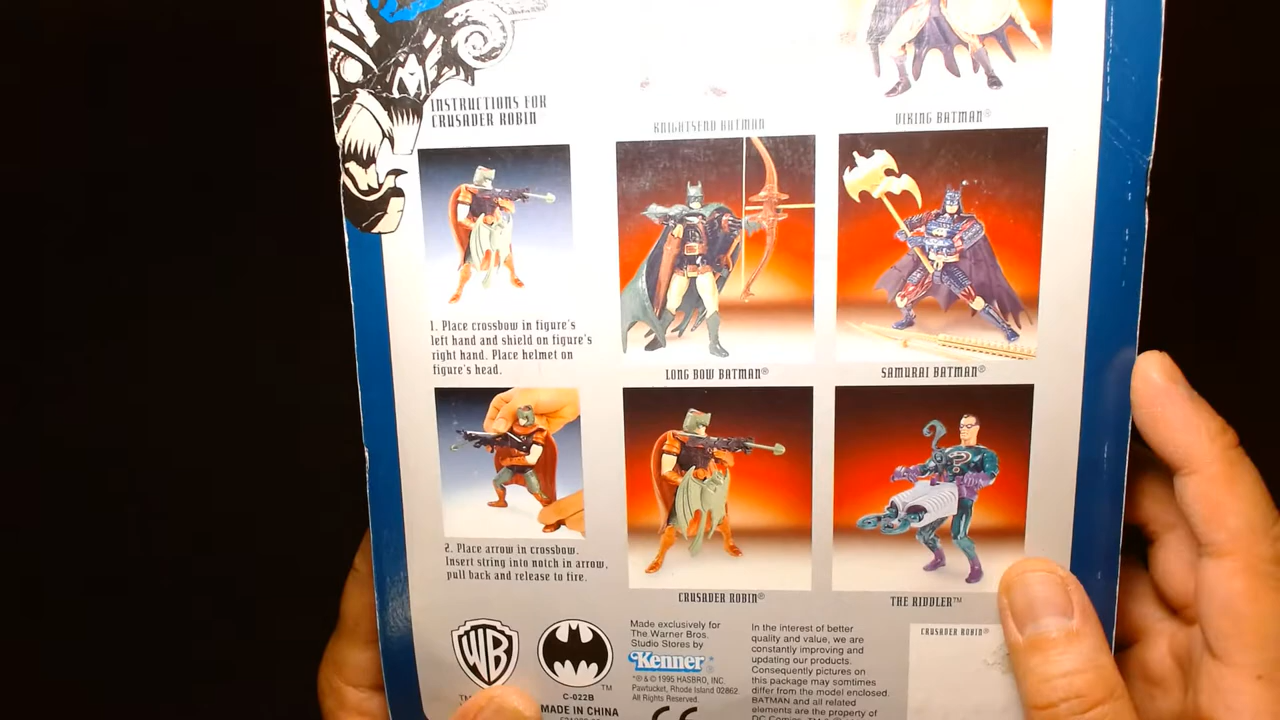 INSTRUCTIONS FOR
CRUSADER ROBIN
KNIGHTSEND BATMAN
VIKING BATMAN®
1. Place crossbow in figure's
left hand and shield on figure's
right hand. Place helmet on
figure's head.
LONG BOW BATMAN®
SAMURAI BATMAN®
2. Place arrow in crossbow.
Insert string into notch in arrow,
pull back and release to fire.
CRUSADER ROBIN®
THE RIDDLER™
WB
TM
C-022B
MADE IN CHINA
Made exclusively for
The Warner Bros.
Studio Stores by
Kenner®
®& © 1995 HASBRO, INC.
Pawtucket, Rhode Island 02862
All Rights Reserved.
CE
In the interest of better
quality and value, we are
constantly improving and
updating our products.
Consequently pictures on
this package may somtimes
differ from the model enclosed.
BATMAN and all related
elements are the property of
CRUSADER ROBIN®